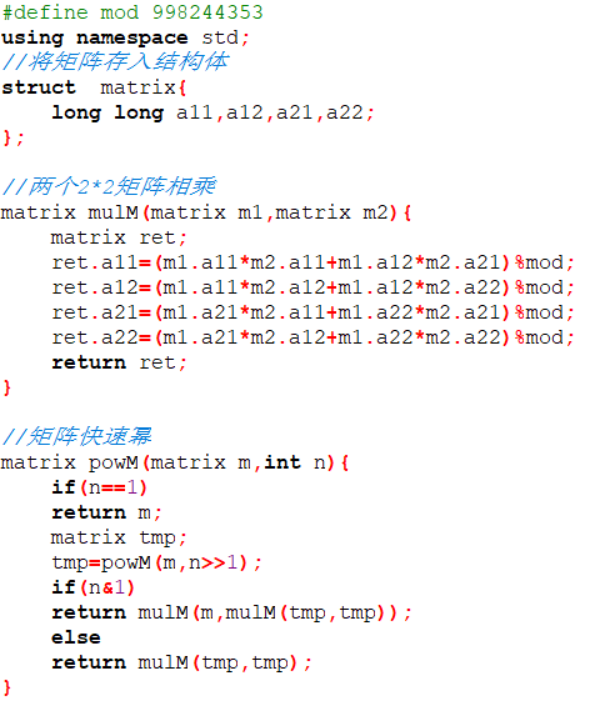 #define mod 998244353
using namespace std;
//将矩阵存入结构体
struct  matrix{
    long long a11,a12,a21,a22;
};
//两个2*2矩阵相乘
matrix mulM(matrix m1,matrix m2){
    matrix ret;
    ret.a11=(m1.a11*m2.a11+m1.a12*m2.a21)%mod;
    ret.a12=(m1.a11*m2.a12+m1.a12*m2.a22)%mod;
    ret.a21=(m1.a21*m2.a11+m1.a22*m2.a21)%mod;
    ret.a22=(m1.a21*m2.a12+m1.a22*m2.a22)%mod;
    return ret;
}
//矩阵快速幂
matrix powM(matrix m,int n){
    if(n==1)
    return m;
    matrix tmp;
    tmp=powM(m,n>>1);
    if(n&1)
    return mulM(m,mulM(tmp,tmp));
    else
    return mulM(tmp,tmp);
}